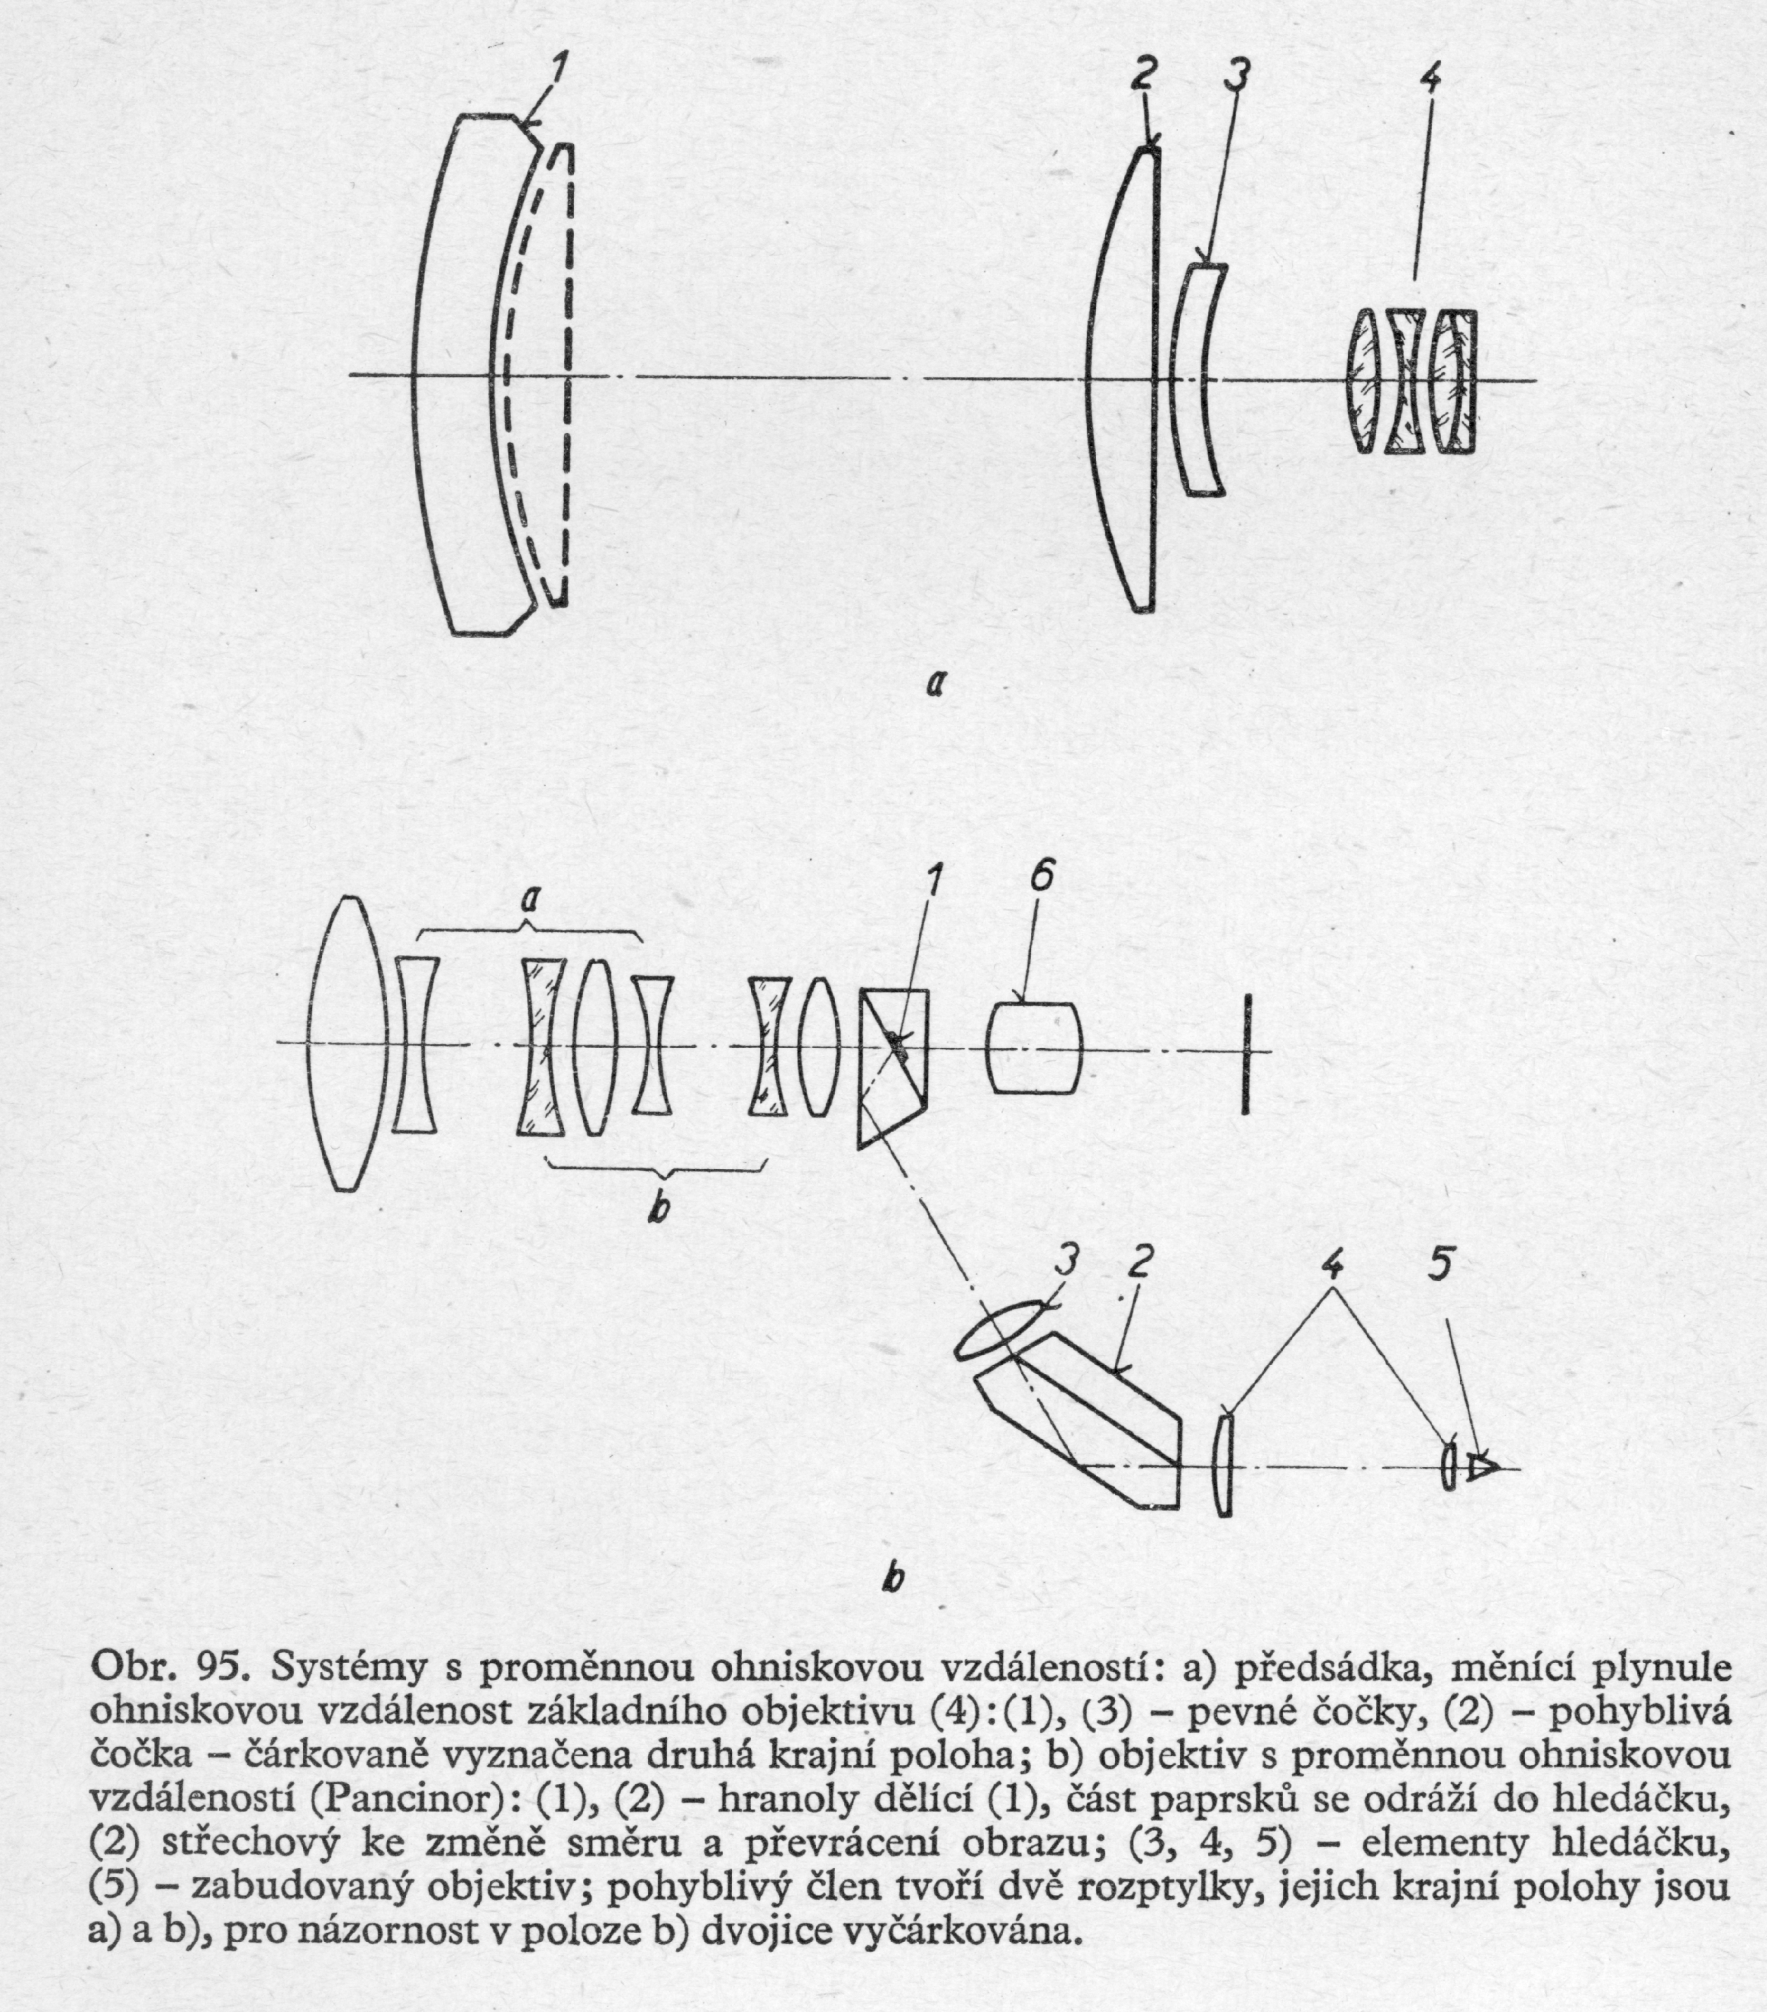 1
2 3 4
a
1 6
a
b
3 2 4 5
b
Obr. 95. Systémy s proměnnou ohniskovou vzdáleností: a) předsádka, měnící plynule
ohniskovou vzdálenost základního objektivu (4):(1), (3) – pevné čočky, (2) – pohyblivá
čočka – čárkovaně vyznačena druhá krajní poloha; b) objektiv s proměnnou ohniskovou
vzdáleností (Pancinor): (1), (2) – hranoly dělící (1), část paprsků se odráží do hledáčku,
(2) střechový ke změně směru a převrácení obrazu; (3, 4, 5) – elementy hledáčku,
(5) – zabudovaný objektiv; pohyblivý člen tvoří dvě rozptylky, jejich krajní polohy jsou
a) a b), pro názornost v poloze b) dvojice vyčárkována.